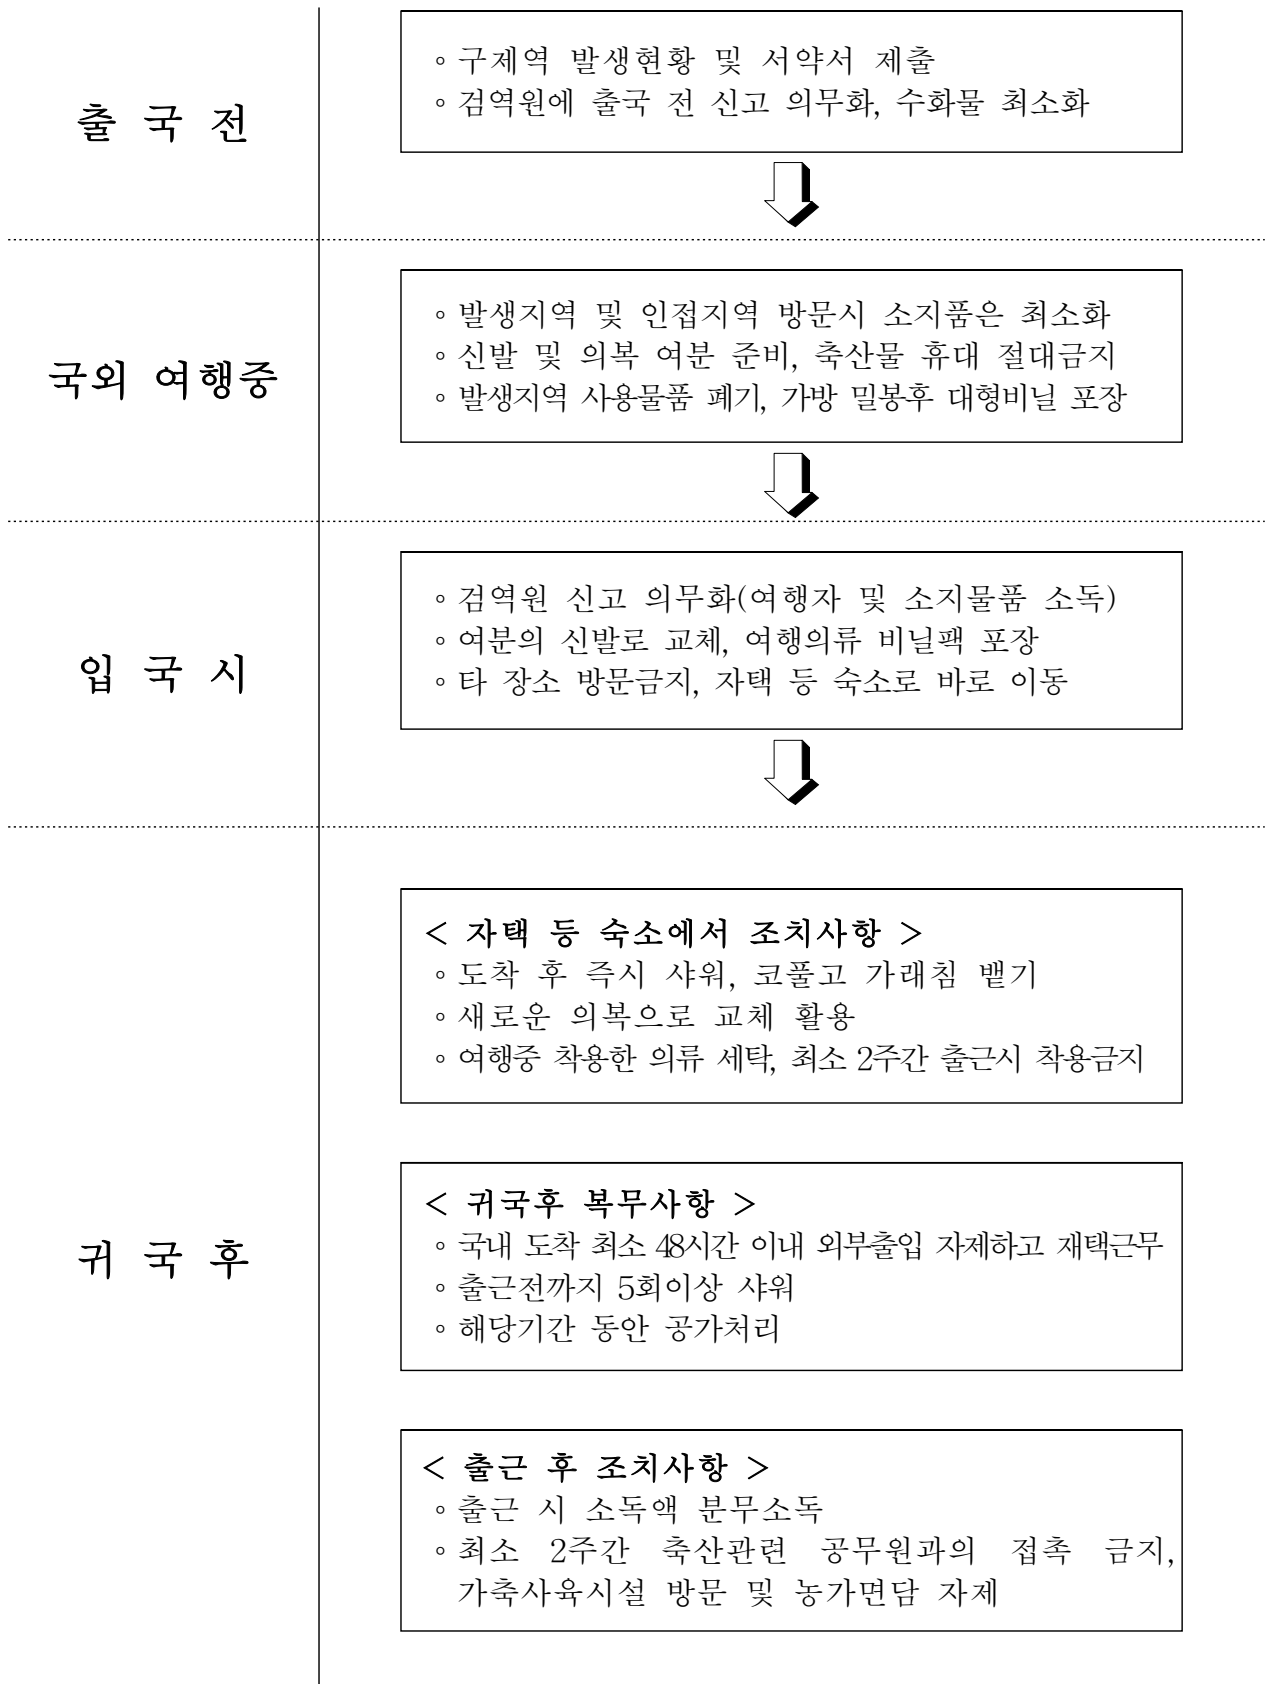 출 국 전
◦구제역 발생현황 및 서약서 제출
◦검역원에 출국 전 신고 의무화, 수화물 최소화
국외 여행중
◦발생지역 및 인접지역 방문시 소지품은 최소화
◦신발 및 의복 여분 준비, 축산물 휴대 절대금지
◦발생지역 사용물품 폐기, 가방 밀봉후 대형비닐 포장
입 국 시
◦검역원 신고 의무화(여행자 및 소지물품 소독)
◦여분의 신발로 교체, 여행의류 비닐팩 포장
◦타 장소 방문금지, 자택 등 숙소로 바로 이동
귀 국 후
< 자택 등 숙소에서 조치사항 >
◦도착 후 즉시 샤워, 코풀고 가래침 뱉기
◦새로운 의복으로 교체 활용
◦여행중 착용한 의류 세탁, 최소 2주간 출근시 착용금지
< 귀국후 복무사항 >
◦국내 도착 최소 48시간 이내 외부출입 자제하고 재택근무
◦출근전까지 5회이상 샤워
◦해당기간 동안 공가처리
< 출근 후 조치사항 >
◦출근 시 소독액 분무소독
◦최소 2주간 축산관련 공무원과의 접촉 금지,
가축사육시설 방문 및 농가면담 자제